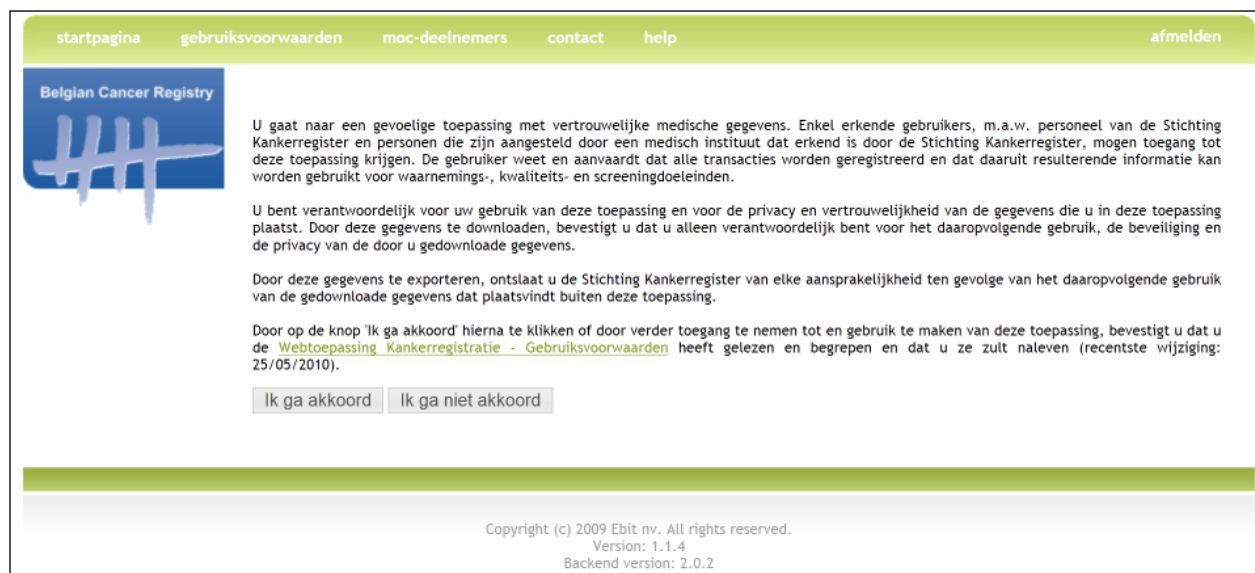 startpagina gebruiksvoorwaarden moc-deelnemers contact help afmelden
Belgian Cancer Registry
U gaat naar een gevoelige toepassing met vertrouwelijke medische gegevens. Enkel erkende gebruikers, m.a.w. personeel van de Stichting
Kankerregister en personen die zijn aangesteld door een medisch instituut dat erkend is door de Stichting Kankerregister, mogen toegang tot
deze toepassing krijgen. De gebruiker weet en aanvaardt dat alle transacties worden geregistreerd en dat daaruit resulterende informatie kan
worden gebruikt voor waarnemings-, kwaliteits- en screeningdoeleinden.
U bent verantwoordelijk voor uw gebruik van deze toepassing en voor de privacy en vertrouwelijkheid van de gegevens die u in deze toepassing
plaatst. Door deze gegevens te downloaden, bevestigt u dat u alleen verantwoordelijk bent voor het daaropvolgende gebruik, de beveiliging en
de privacy van de door u gedownloade gegevens.
Door deze gegevens te exporteren, ontslaat u de Stichting Kankerregister van elke aansprakelijkheid ten gevolge van het daaropvolgende gebruik
van de gedownloade gegevens dat plaatsvindt buiten deze toepassing.
Door op de knop 'Ik ga akkoord' hierna te klikken of door verder toegang te nemen tot en gebruik te maken van deze toepassing, bevestigt u dat u
de Webtoepassing Kankerregistratie - Gebruiksvoorwaarden heeft gelezen en begrepen en dat u ze zult naleven (recentste wijziging:
25/05/2010).
Ik ga akkoord Ik ga niet akkoord
Copyright (c) 2009 Ebit nv. All rights reserved.
Version: 1.1.4
Backend version: 2.0.2